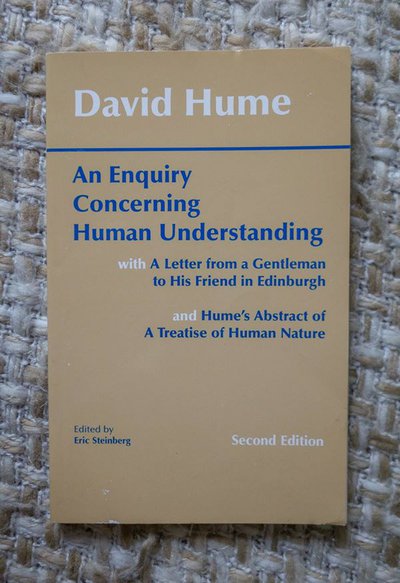 David Hume
An Enquiry
Concerning
Human Understanding
with A Letter from a Gentleman
to His Friend in Edinburgh
and Hume's Abstract of
A Treatise of Human Nature
Edited by
Eric Steinberg
Second Edition